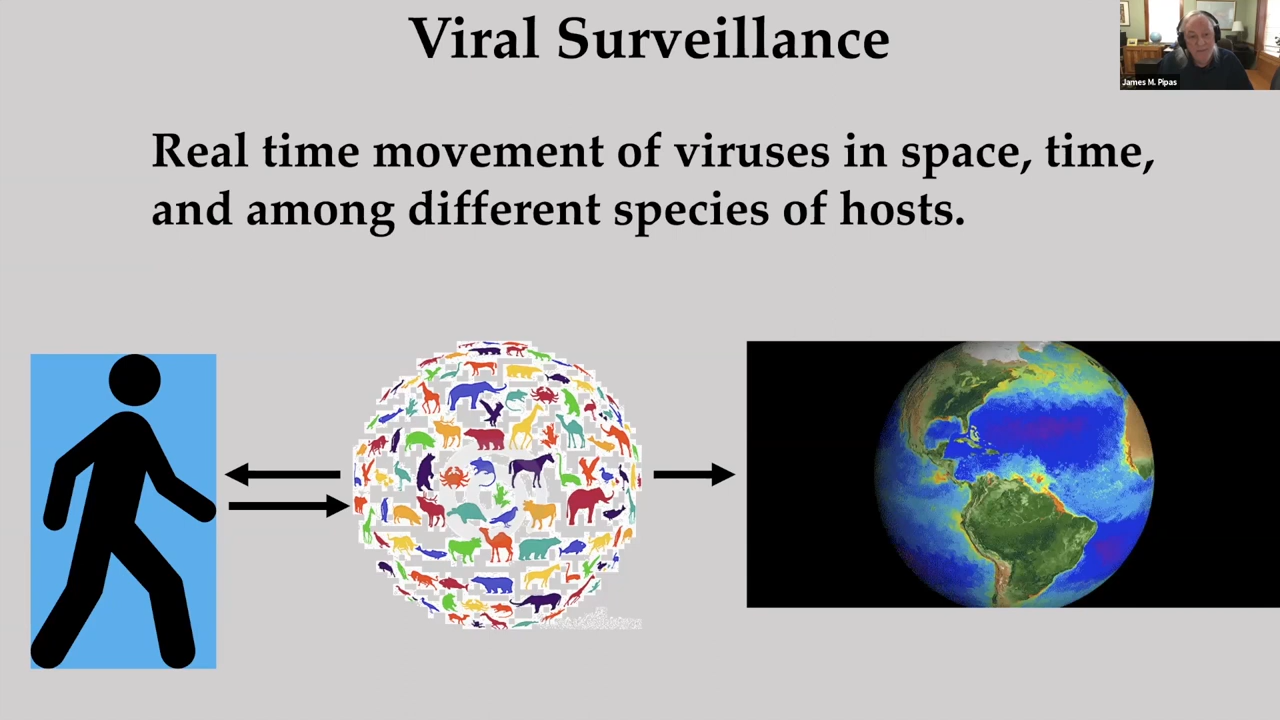 Viral Surveillance
James M. Pipas
Real time movement of viruses in space, time,
and among different species of hosts.